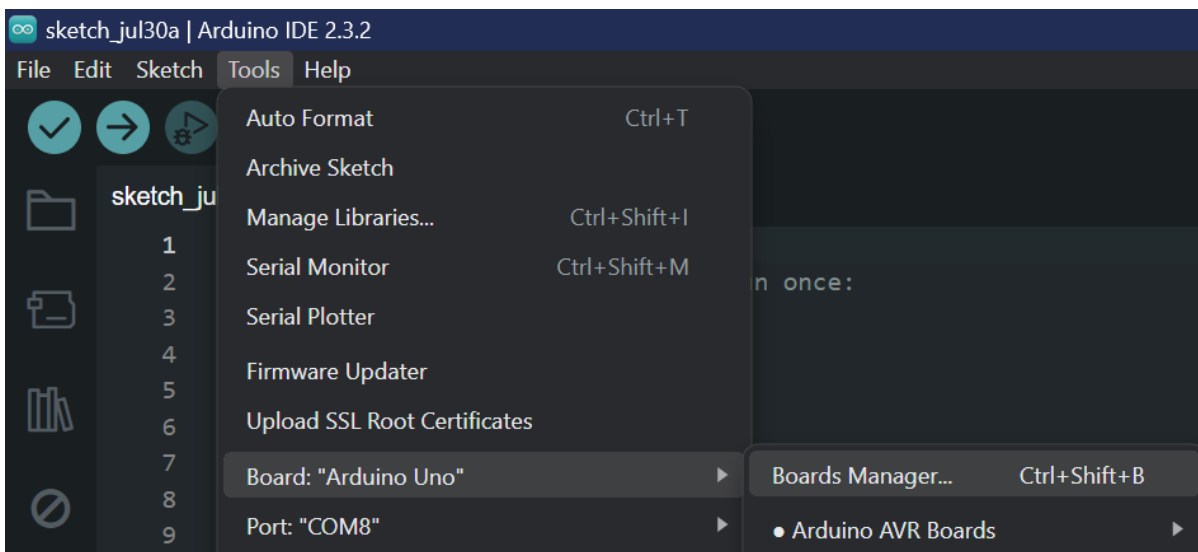 sketch_jul30a | Arduino IDE 2.3.2
File Edit Sketch Tools Help
Auto Format Ctrl+T
Archive Sketch
sketch_ju
Manage Libraries... Ctrl+Shift+I
1
Serial Monitor Ctrl+Shift+M
2 n once:
3
Serial Plotter
4
Firmware Updater
5
6
Upload SSL Root Certificates
7
Board: "Arduino Uno" Boards Manager... Ctrl+Shift+B
8
Port: "COM8" ● Arduino AVR Boards
9